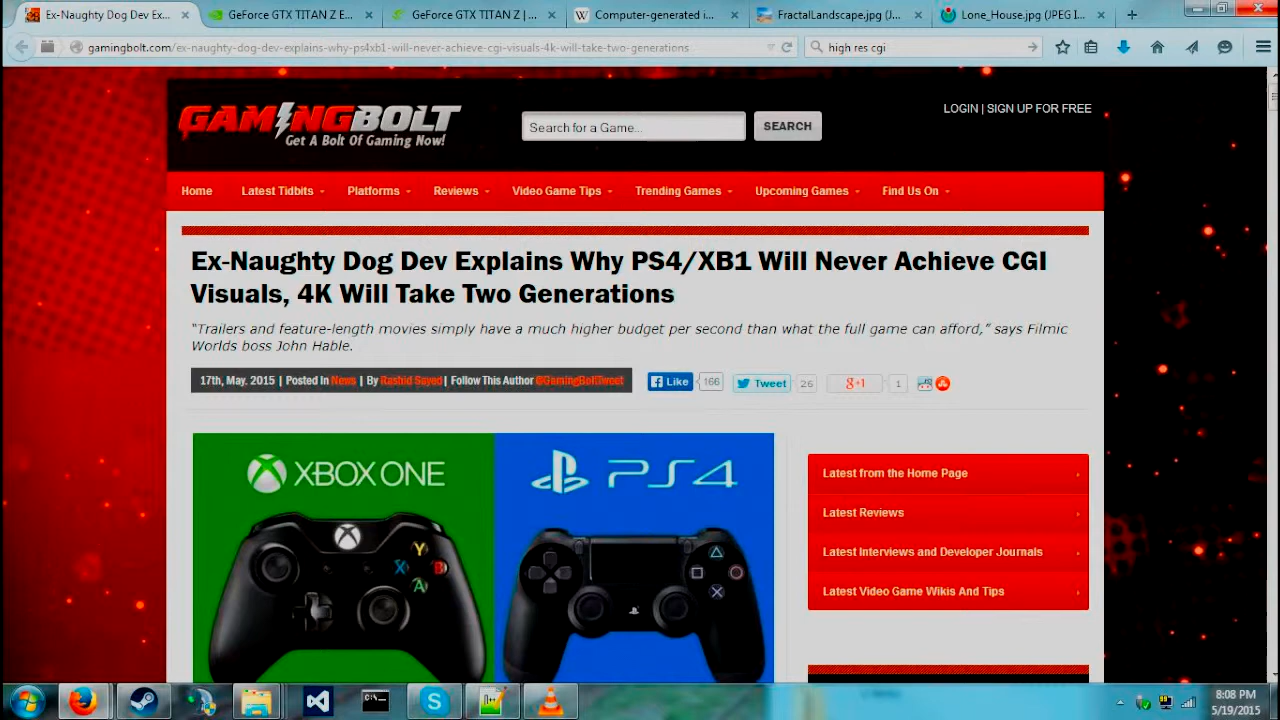 Ex-Naughty Dog Dev Ex...
GeForce GTX TITAN Z E...
GeForce GTX TITAN Z |...
Computer-generated i...
FractalLandscape.jpg (J...
Lone_House.jpg (JPEG I...
gamingbolt.com/ex-naughty-dog-dev-explains-why-ps4xb1-will-never-achieve-cgi-visuals-4k-will-take-two-generations
high res cgi
GAMINGBOLT
Get A Bolt Of Gaming Now!
Search for a Game...
SEARCH
LOGIN | SIGN UP FOR FREE
Home
Latest Tidbits
Platforms
Reviews
Video Game Tips
Trending Games
Upcoming Games
Find Us On
Ex-Naughty Dog Dev Explains Why PS4/XB1 Will Never Achieve CGI
Visuals, 4K Will Take Two Generations
“Trailers and feature-length movies simply have a much higher budget per second than what the full game can afford,” says Filmic
Worlds boss John Hable.
17th, May. 2015 | Posted In News | By Rashid Sayed | Follow This Author @GamingBoltTweet
Like 166
Tweet 26
g+1 1
XBOX ONE
PS4
Y
X
B
A
Latest from the Home Page
Latest Reviews
Latest Interviews and Developer Journals
Latest Video Game Wikis And Tips
8:08 PM
5/19/2015